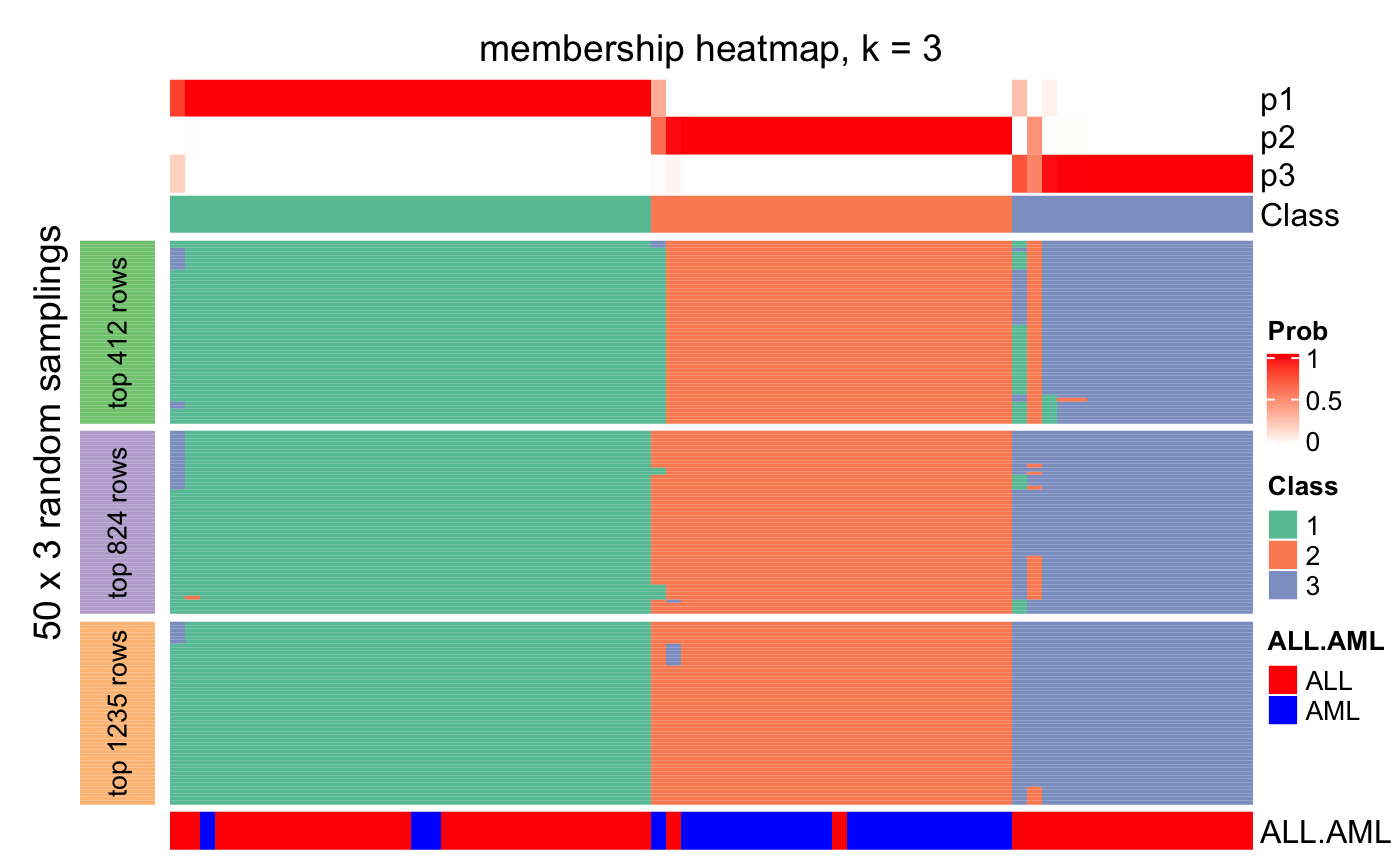 membership heatmap, k = 3
p1
p2
p3
Class
50 x 3 random samplings
top 412 rows
top 824 rows
top 1235 rows
Prob
1
0.5
0
Class
1
2
3
ALL.AML
ALL
AML
ALL.AML